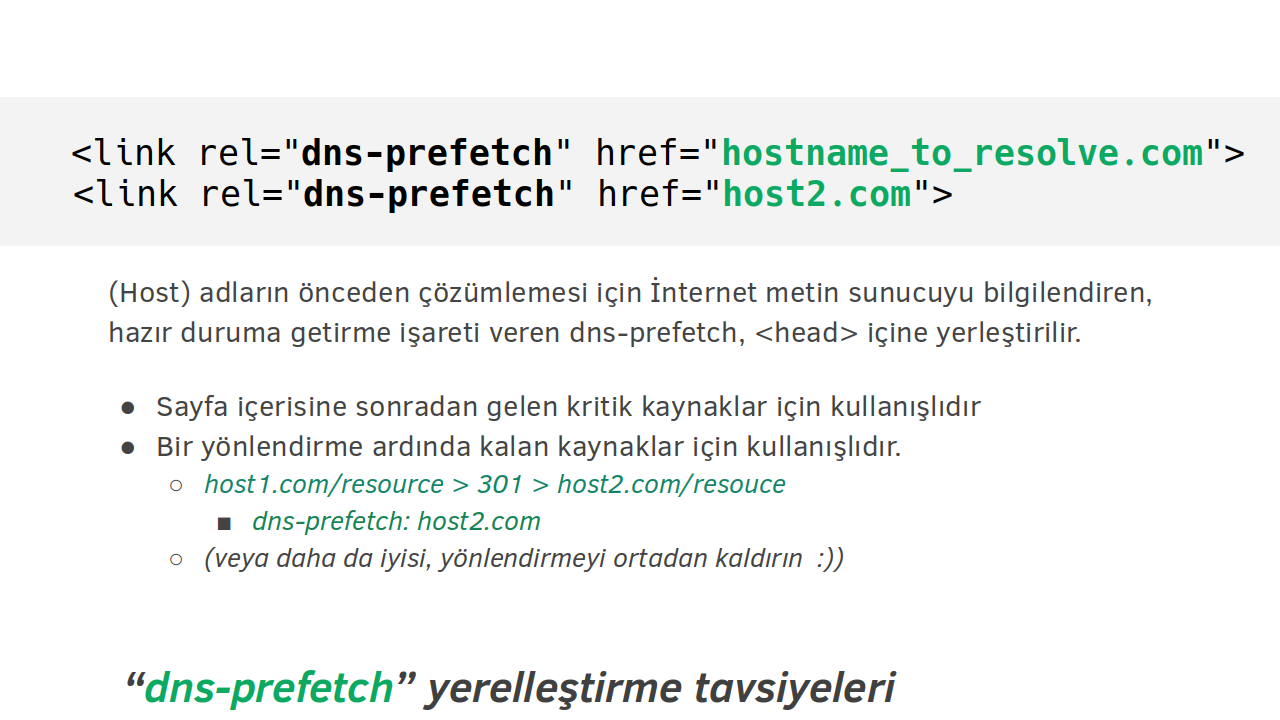 <link rel="dns-prefetch" href="hostname_to_resolve.com">
<link rel="dns-prefetch" href="host2.com">
(Host) adların önceden çözümlemesi için İnternet metin sunucuyu bilgilendiren,
hazır duruma getirme işareti veren dns-prefetch, <head> içine yerleştirilir.
● Sayfa içerisine sonradan gelen kritik kaynaklar için kullanışlıdır
● Bir yönlendirme ardında kalan kaynaklar için kullanışlıdır.
○ host1.com/resource > 301 > host2.com/resouce
■ dns-prefetch: host2.com
○ (veya daha da iyisi, yönlendirmeyi ortadan kaldırın :))
“dns-prefetch” yerelleştirme tavsiyeleri